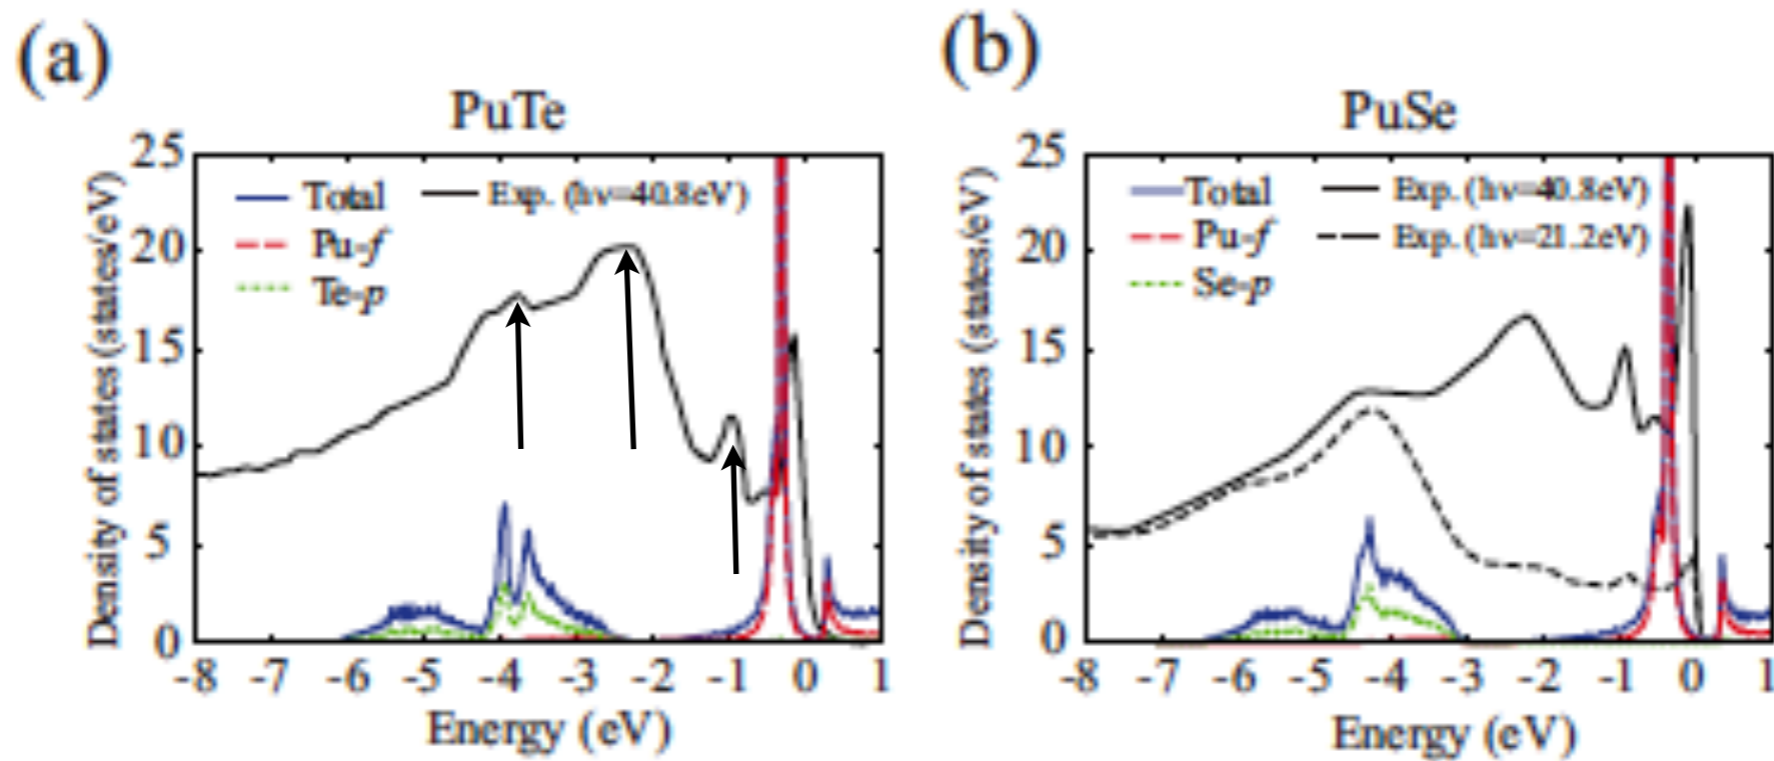 (a)
PuTe
Density of states (states/eV)
25
20
15
10
5
0
Total
Pu-f
Te-p
Exp. (hν=40.8eV)
-8 -7 -6 -5 -4 -3 -2 -1 0 1
Energy (eV)
(b)
PuSe
Density of states (states/eV)
25
20
15
10
5
0
Total
Pu-f
Se-p
Exp. (hν=40.8eV)
Exp. (hν=21.2eV)
-8 -7 -6 -5 -4 -3 -2 -1 0 1
Energy (eV)